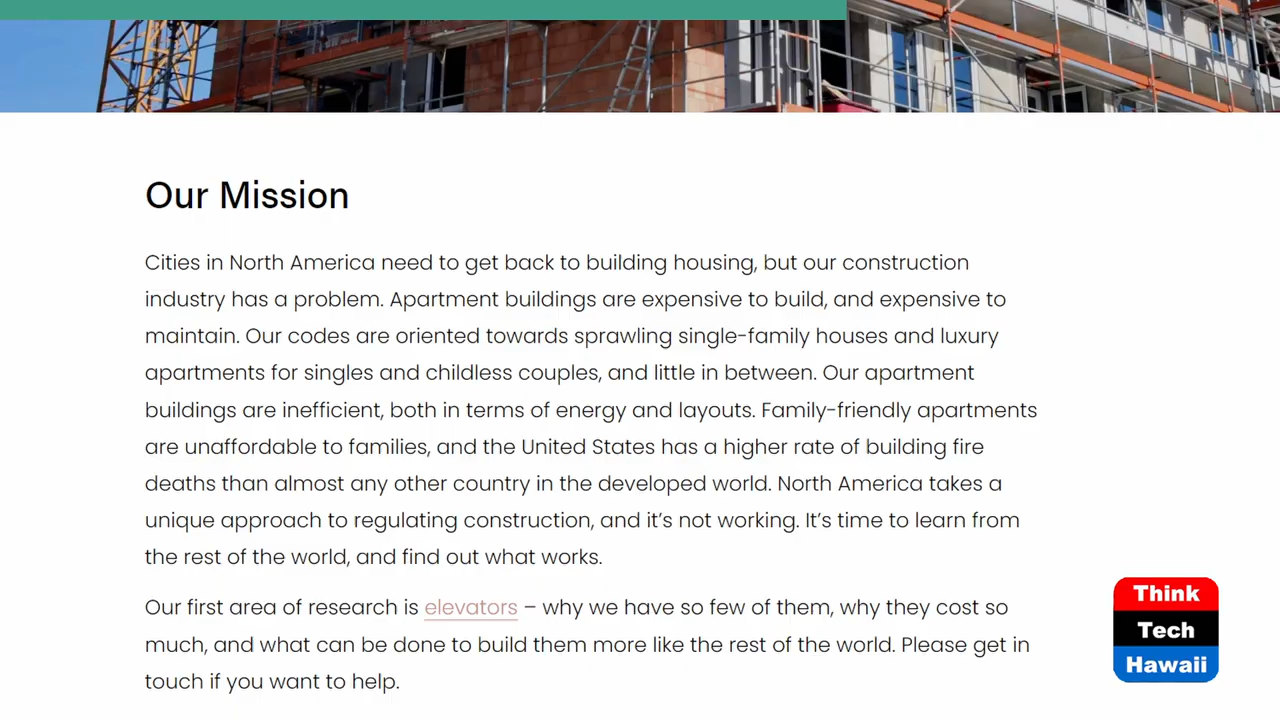 Our Mission
Cities in North America need to get back to building housing, but our construction
industry has a problem. Apartment buildings are expensive to build, and expensive to
maintain. Our codes are oriented towards sprawling single-family houses and luxury
apartments for singles and childless couples, and little in between. Our apartment
buildings are inefficient, both in terms of energy and layouts. Family-friendly apartments
are unaffordable to families, and the United States has a higher rate of building fire
deaths than almost any other country in the developed world. North America takes a
unique approach to regulating construction, and it’s not working. It’s time to learn from
the rest of the world, and find out what works.
Our first area of research is elevators – why we have so few of them, why they cost so
much, and what can be done to build them more like the rest of the world. Please get in
touch if you want to help.
Think
Tech
Hawaii